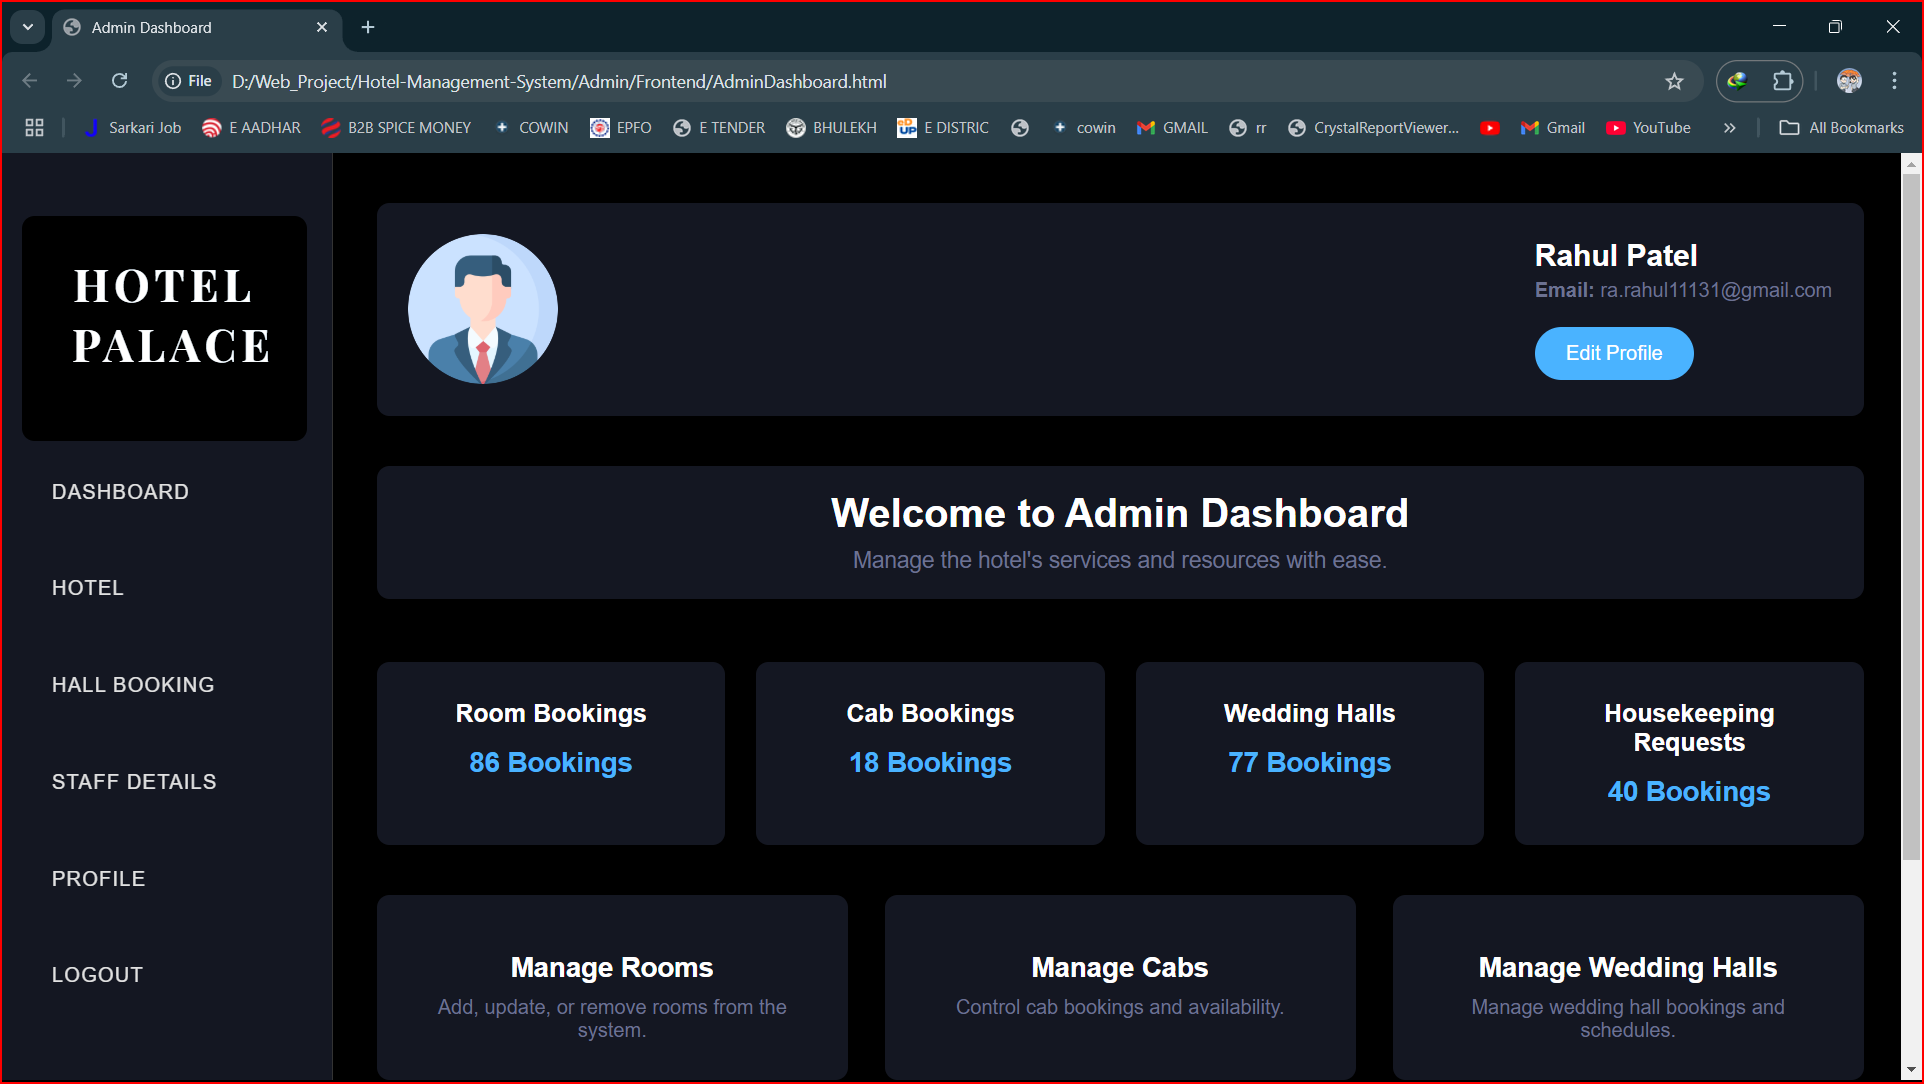 Admin Dashboard
File
D:/Web_Project/Hotel-Management-System/Admin/Frontend/AdminDashboard.html
Sarkari Job
E AADHAR
B2B SPICE MONEY
COWIN
EPFO
E TENDER
BHULEKH
E DISTRIC
cowin
GMAIL
rr
CrystalReportViewer...
Gmail
YouTube
All Bookmarks
HOTEL
PALACE
DASHBOARD
HOTEL
HALL BOOKING
STAFF DETAILS
PROFILE
LOGOUT
Rahul Patel
Email: ra.rahul11131@gmail.com
Edit Profile
Welcome to Admin Dashboard
Manage the hotel's services and resources with ease.
Room Bookings
86 Bookings
Cab Bookings
18 Bookings
Wedding Halls
77 Bookings
Housekeeping
Requests
40 Bookings
Manage Rooms
Add, update, or remove rooms from the
system.
Manage Cabs
Control cab bookings and availability.
Manage Wedding Halls
Manage wedding hall bookings and
schedules.